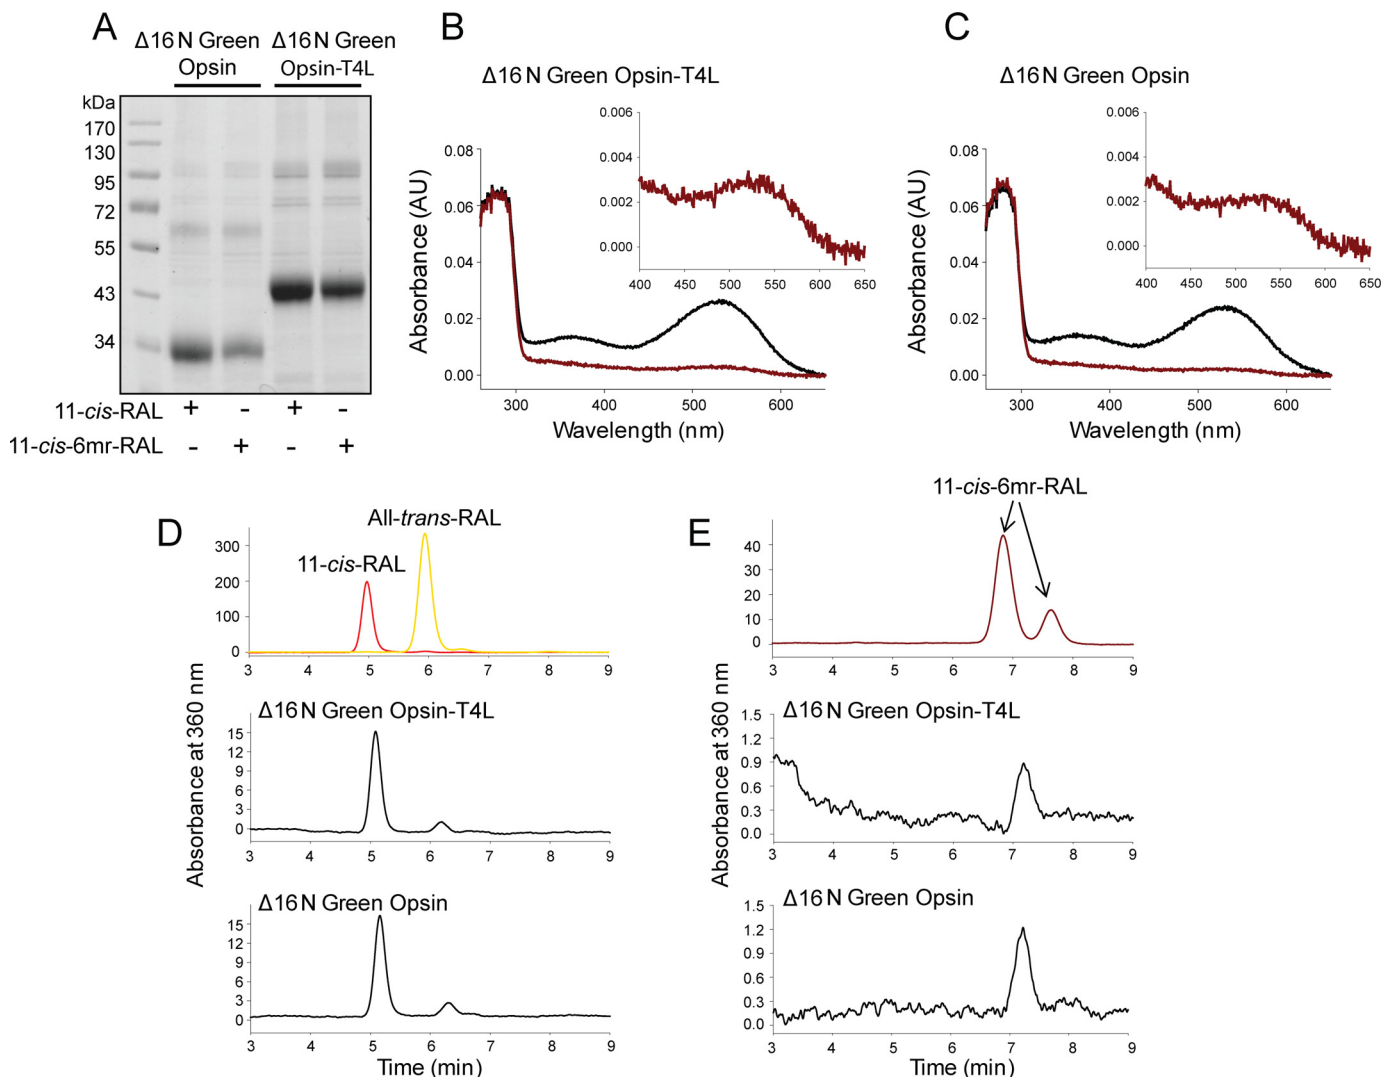 A
Δ16 N Green Opsin
Δ16 N Green Opsin-T4L
kDa
170
130
95
72
55
43
34
11-cis-RAL + - + -
11-cis-6mr-RAL - + - +
B
Δ16 N Green Opsin-T4L
Absorbance (AU)
0.08
0.06
0.04
0.02
0.00
300 400 500 600
Wavelength (nm)
0.006
0.004
0.002
0.000
400 450 500 550 600 650
C
Δ16 N Green Opsin
Absorbance (AU)
0.08
0.06
0.04
0.02
0.00
300 400 500 600
Wavelength (nm)
0.006
0.004
0.002
0.000
400 450 500 550 600 650
D
All-trans-RAL
11-cis-RAL
300
200
100
0
3 4 5 6 7 8 9
Absorbance at 360 nm
Δ16 N Green Opsin-T4L
15
12
9
6
3
0
3 4 5 6 7 8 9
Δ16 N Green Opsin
15
12
9
6
3
0
3 4 5 6 7 8 9
Time (min)
E
11-cis-6mr-RAL
40
30
20
10
0
3 4 5 6 7 8 9
Absorbance at 360 nm
Δ16 N Green Opsin-T4L
1.5
1.2
0.9
0.6
0.3
0.0
3 4 5 6 7 8 9
Δ16 N Green Opsin
1.5
1.2
0.9
0.6
0.3
0.0
3 4 5 6 7 8 9
Time (min)